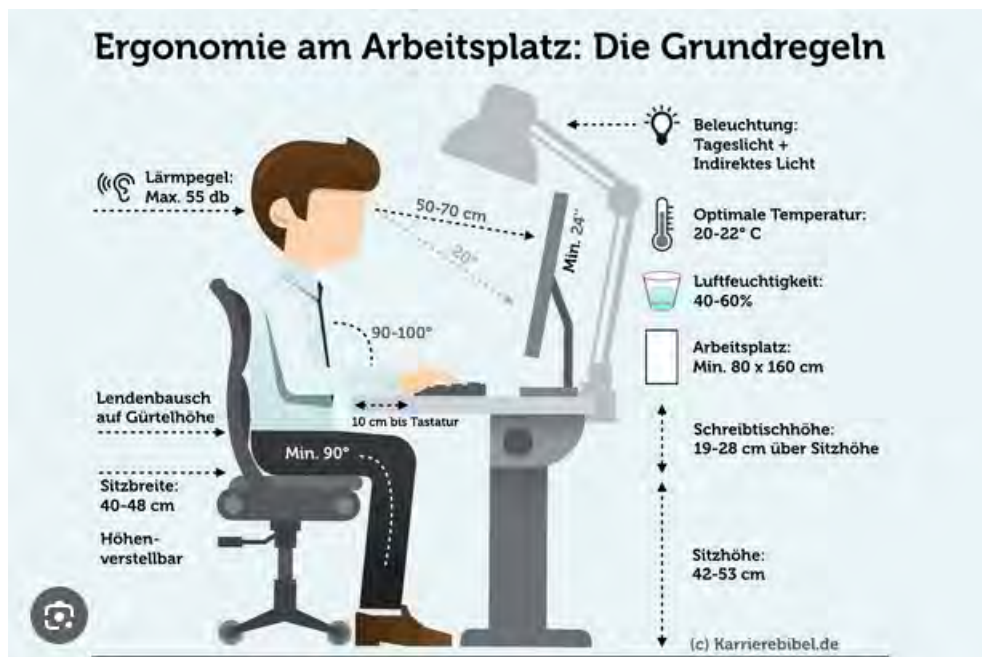 Ergonomie am Arbeitsplatz: Die Grundregeln
Lärmpegel:
Max. 55 db
50-70 cm
20°
Min. 24"
90-100°
10 cm bis Tastatur
Lendenbausch
auf Gürtelhöhe
Min. 90°
Sitzbreite:
40-48 cm
Höhen-
verstellbar
Beleuchtung:
Tageslicht +
Indirektes Licht
Optimale Temperatur:
20-22° C
Luftfeuchtigkeit:
40-60%
Arbeitsplatz:
Min. 80 x 160 cm
Schreibtischhöhe:
19-28 cm über Sitzhöhe
Sitzhöhe:
42-53 cm
(c) Karrierebibel.de